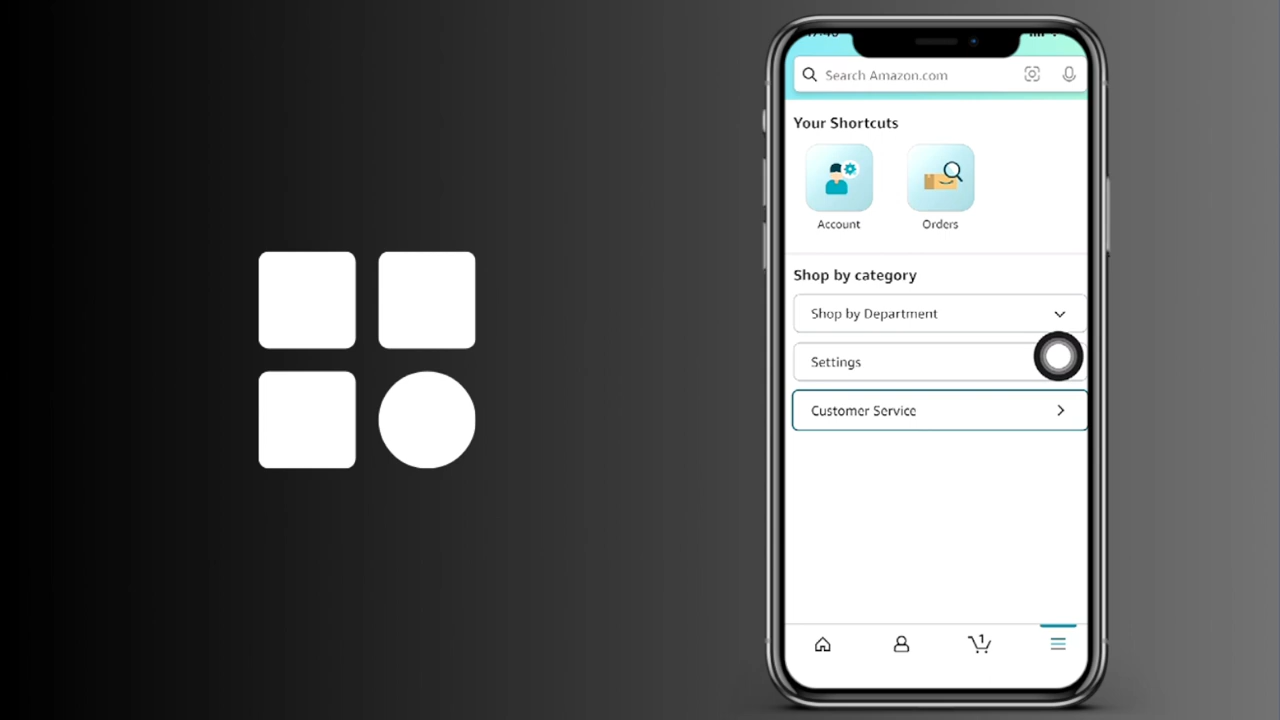 Search Amazon.com
Your Shortcuts
Account
Orders
Shop by category
Shop by Department
Settings
Customer Service
1